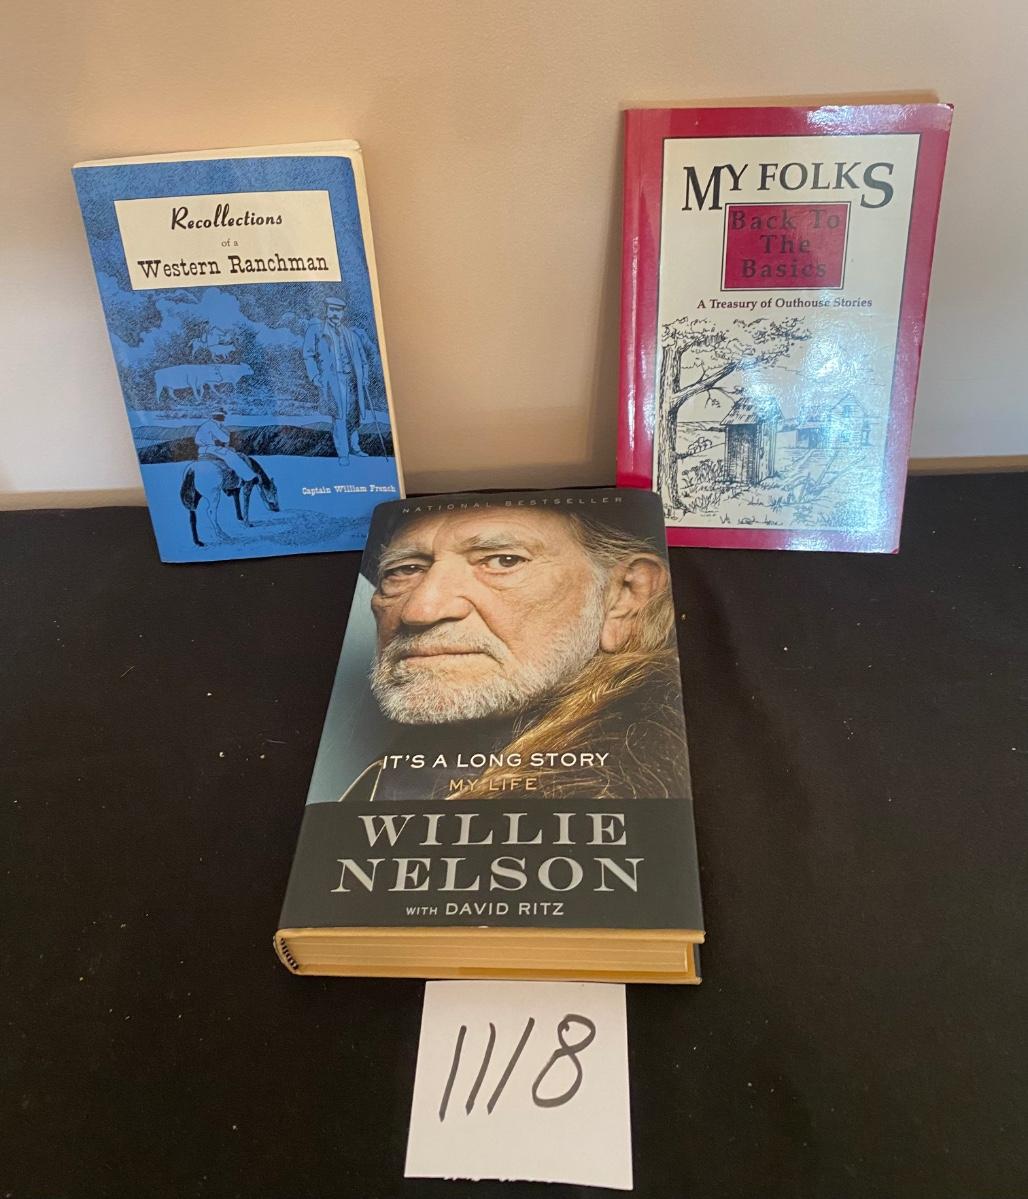 Recollections
of a
Western Ranchman
Captain William French
MY FOLKS
Back To
The
Basics
A Treasury of Outhouse Stories
NATIONAL BESTSELLER
IT'S A LONG STORY
MY LIFE
WILLIE
NELSON
WITH DAVID RITZ
1118